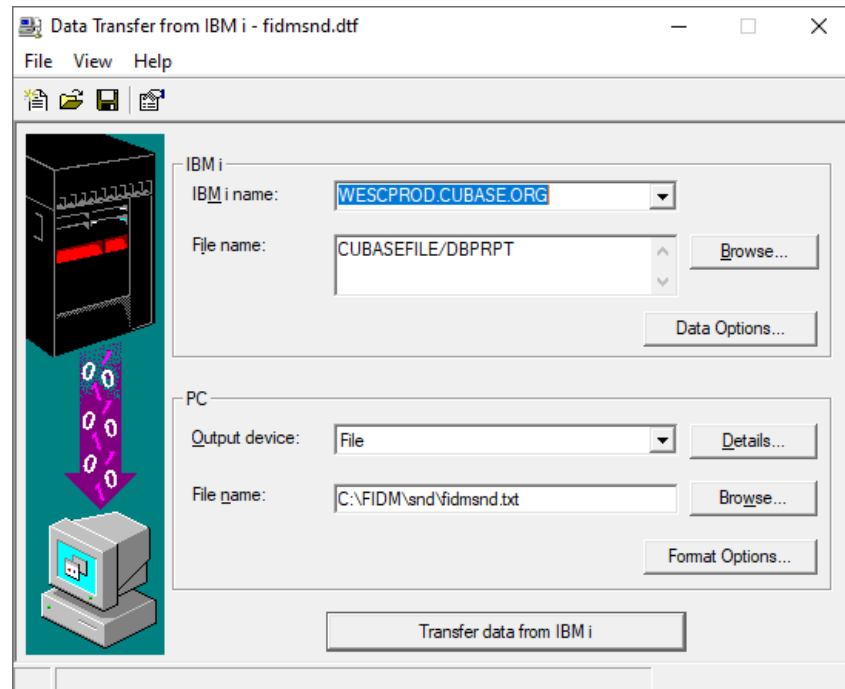 Data Transfer from IBM i - fidmsnd.dtf
File View Help
IBM i
IBM i name:
WESCPROD.CUBASE.ORG
File name:
CUBASEFILE/DBPRPT
Browse...
Data Options...
PC
Output device:
File
Details...
File name:
C:\FIDM\snd\fidmsnd.txt
Browse...
Format Options...
Transfer data from IBM i